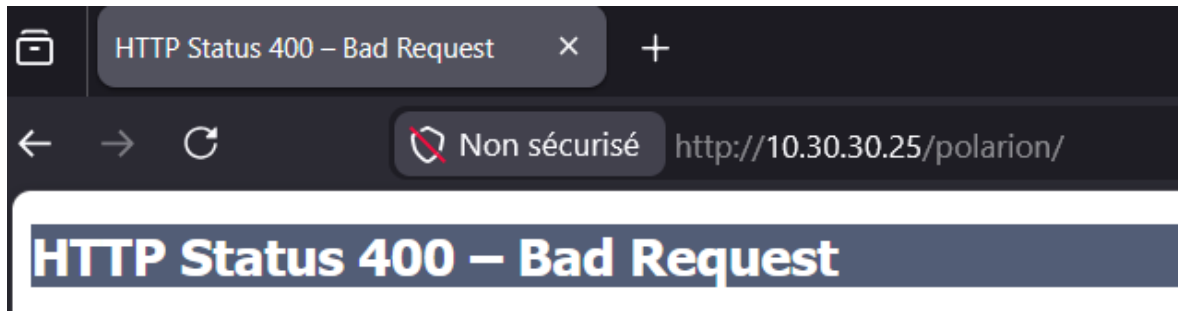 HTTP Status 400 – Bad Request
Non sécurisé http://10.30.30.25/polarion/
HTTP Status 400 – Bad Request